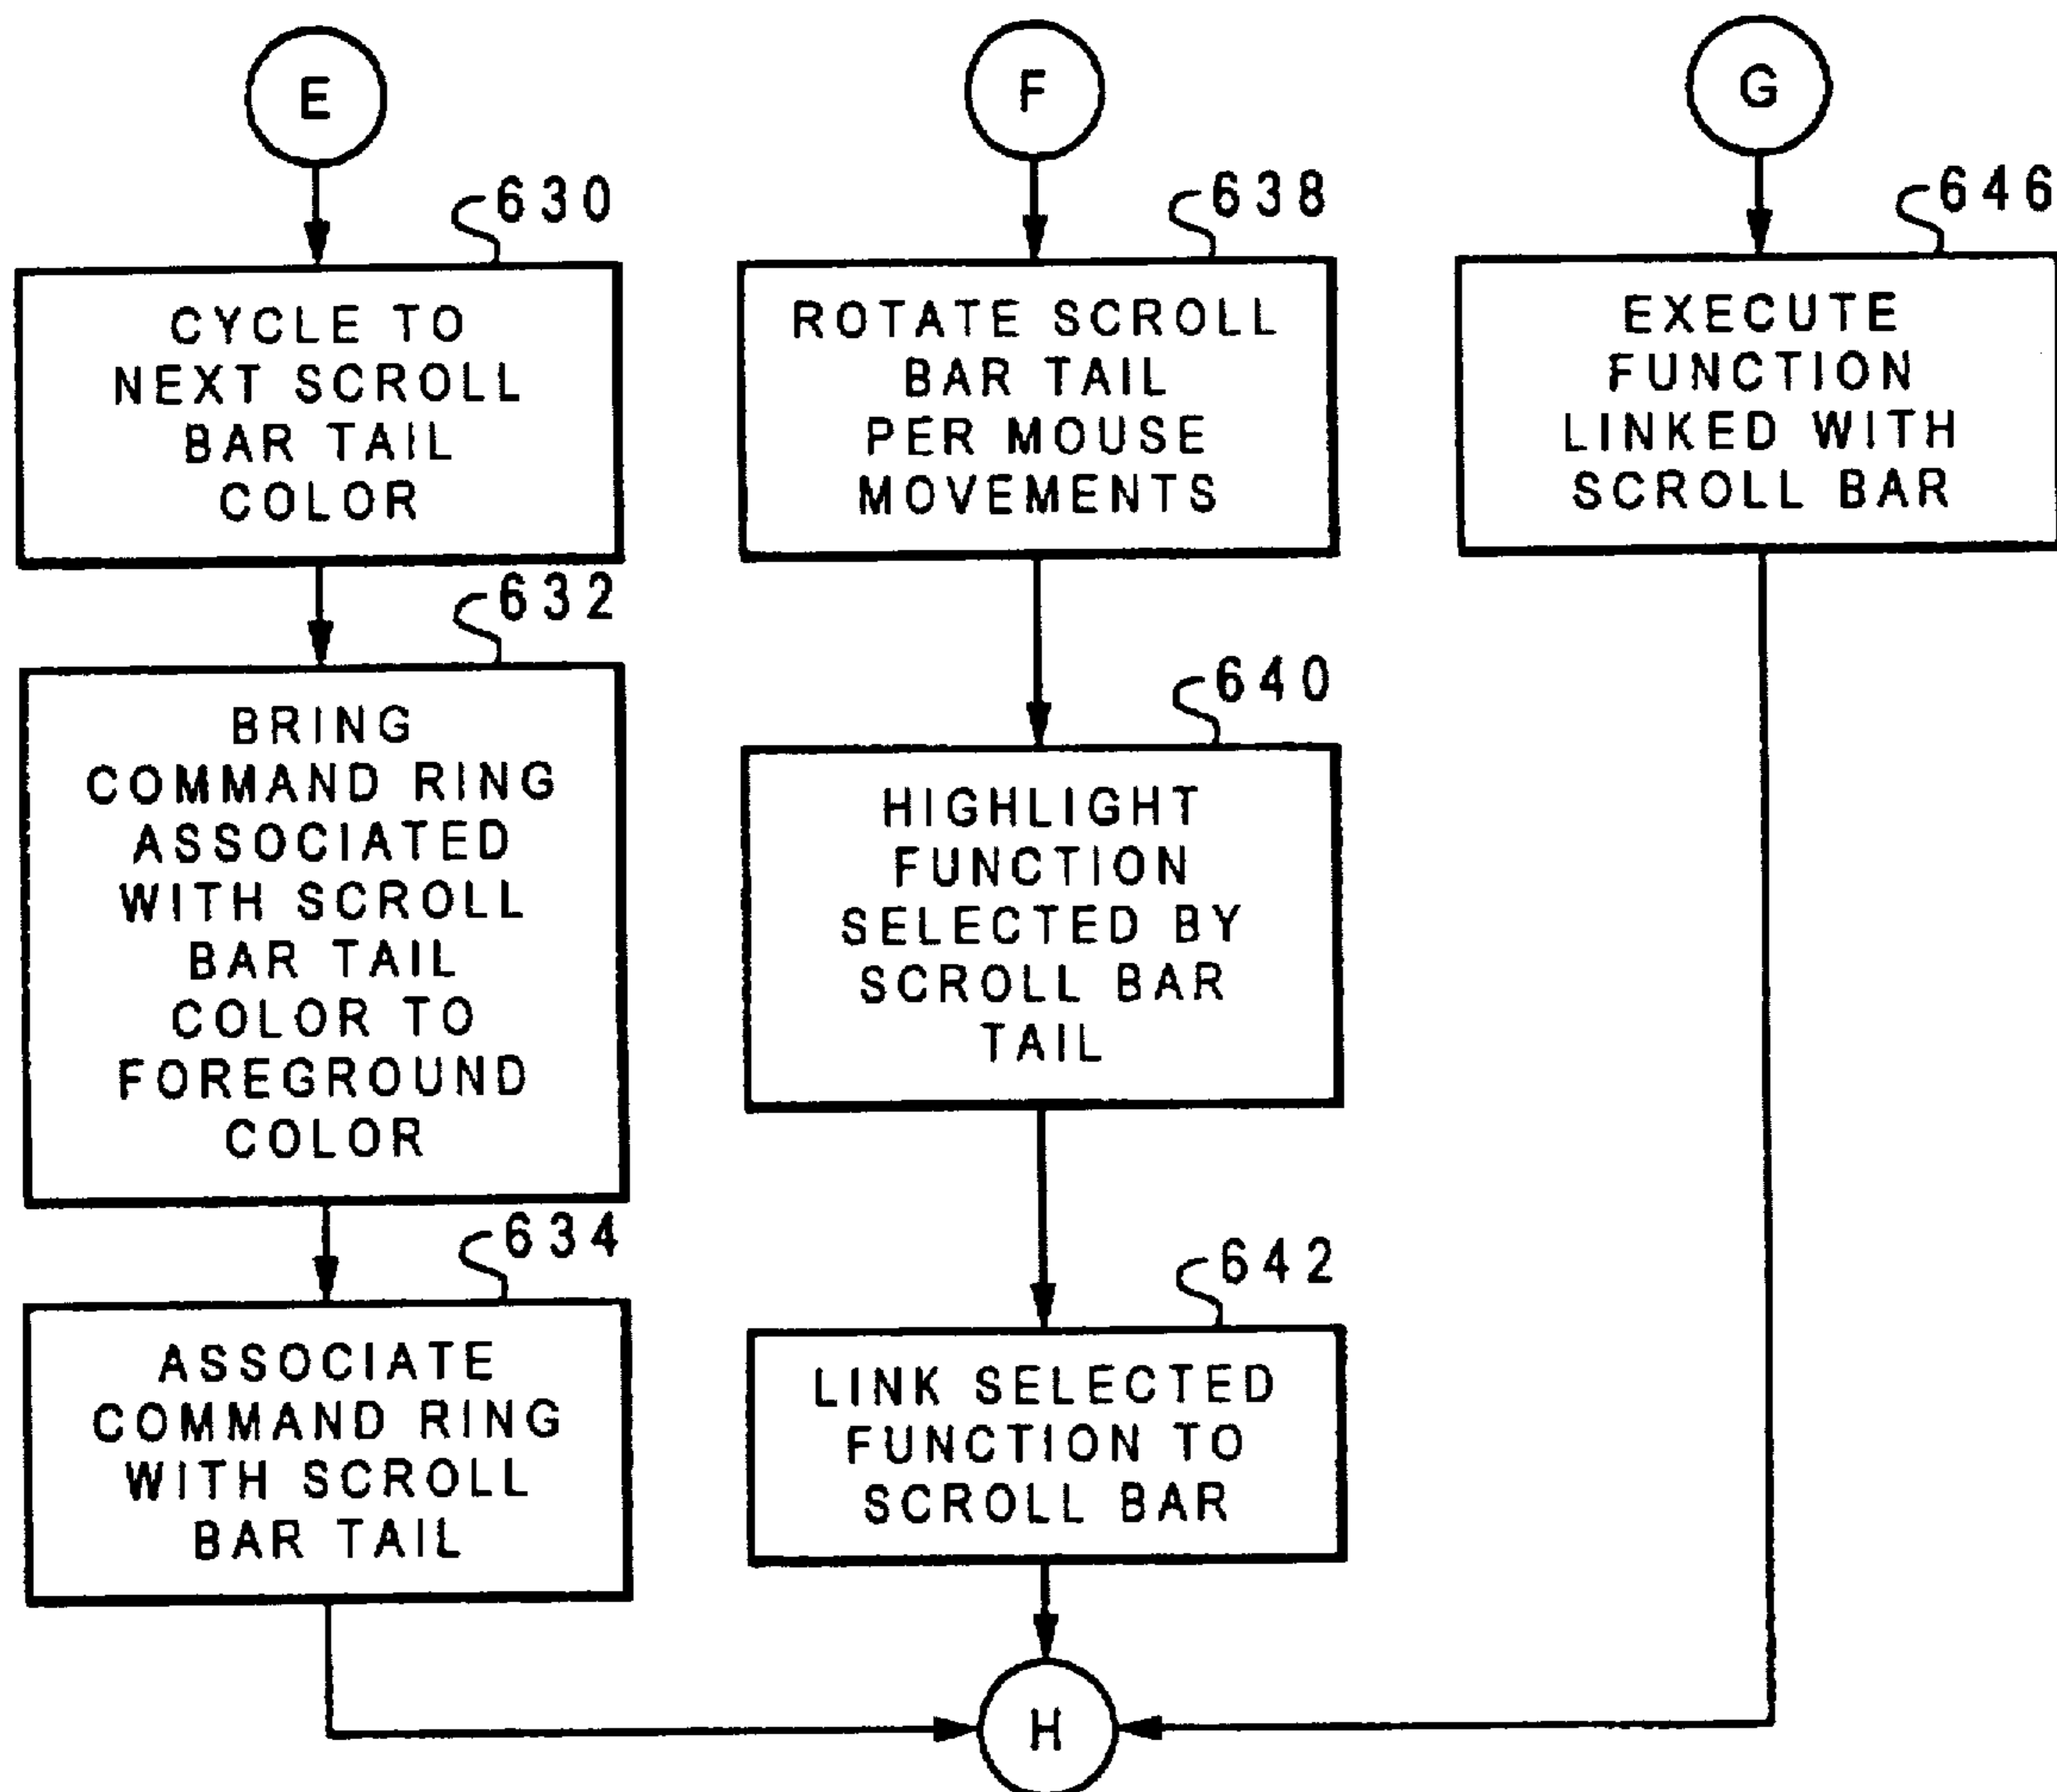 E
630
CYCLE TO
NEXT SCROLL
BAR TAIL
COLOR
632
BRING
COMMAND RING
ASSOCIATED
WITH SCROLL
BAR TAIL
COLOR TO
FOREGROUND
COLOR
634
ASSOCIATE
COMMAND RING
WITH SCROLL
BAR TAIL
F
638
ROTATE SCROLL
BAR TAIL
PER MOUSE
MOVEMENTS
640
HIGHLIGHT
FUNCTION
SELECTED BY
SCROLL BAR
TAIL
642
LINK SELECTED
FUNCTION TO
SCROLL BAR
G
646
EXECUTE
FUNCTION
LINKED WITH
SCROLL BAR
H